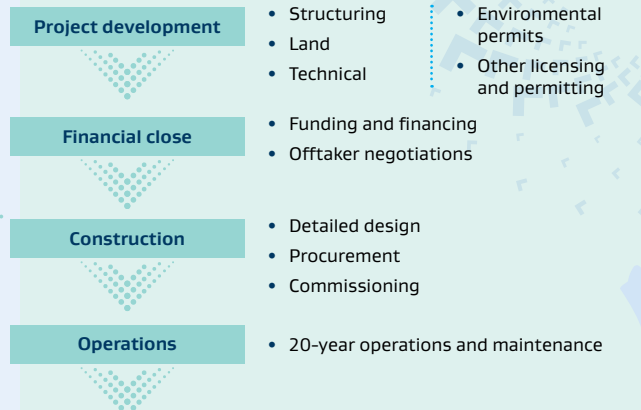 Project development
• Structuring
• Land
• Technical
• Environmental
permits
• Other licensing
and permitting
Financial close
• Funding and financing
• Offtaker negotiations
Construction
• Detailed design
• Procurement
• Commissioning
Operations
• 20-year operations and maintenance